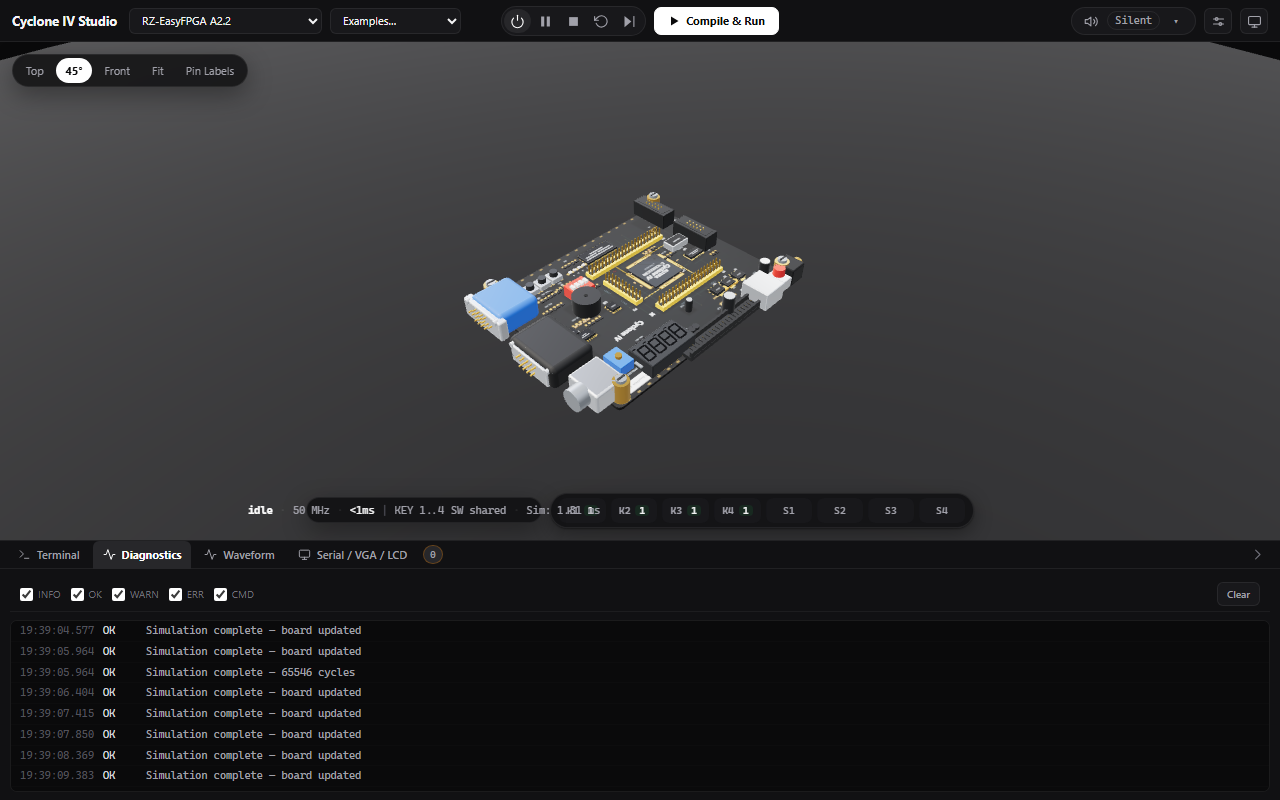 Cyclone IV Studio
RZ-EasyFPGA A2.2
Examples...
Compile & Run
Silent
Top
45°
Front
Fit
Pin Labels
Cyclone IV
8888
idle · 50 MHz · <1ms | KEY 1..4 SW shared · Sim:
K2 1
K3 1
K4 1
S1
S2
S3
S4
Terminal
Diagnostics
Waveform
Serial / VGA / LCD
0
INFO
OK
WARN
ERR
CMD
Clear
19:39:04.577 OK Simulation complete — board updated
19:39:05.964 OK Simulation complete — board updated
19:39:05.964 OK Simulation complete — 65546 cycles
19:39:06.404 OK Simulation complete — board updated
19:39:07.415 OK Simulation complete — board updated
19:39:07.850 OK Simulation complete — board updated
19:39:08.369 OK Simulation complete — board updated
19:39:09.383 OK Simulation complete — board updated